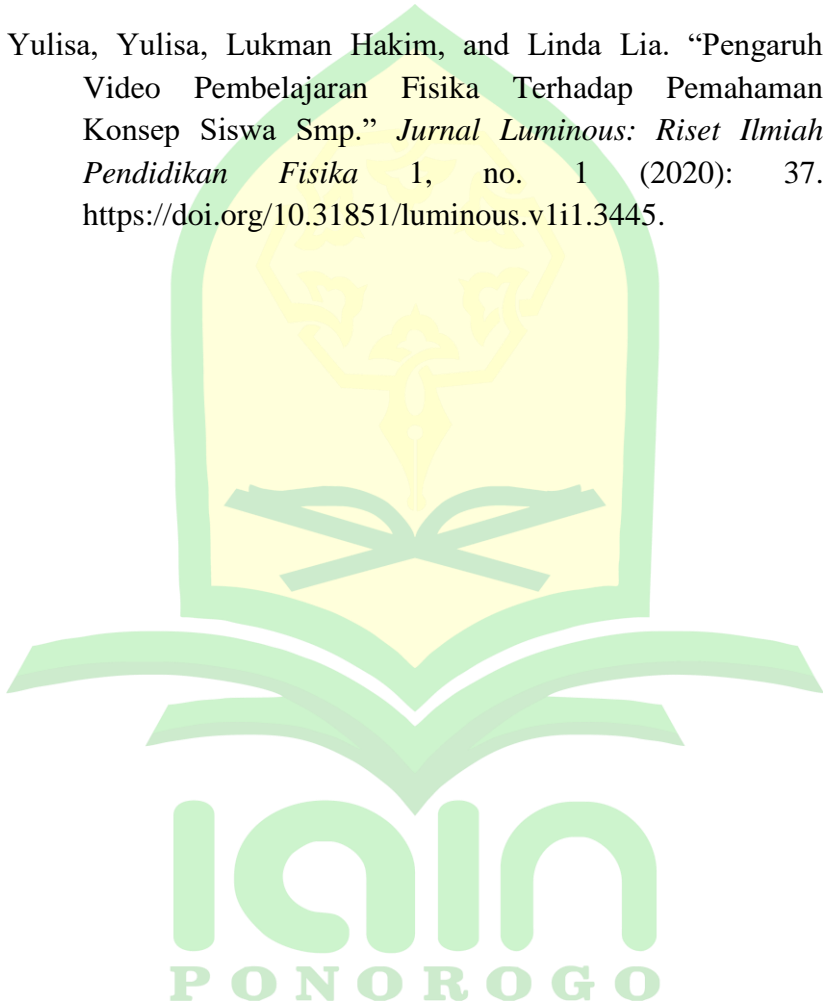 Yulisa, Yulisa, Lukman Hakim, and Linda Lia. “Pengaruh
Video Pembelajaran Fisika Terhadap Pemahaman
Konsep Siswa Smp.” Jurnal Luminous: Riset Ilmiah
Pendidikan Fisika 1, no. 1 (2020): 37.
https://doi.org/10.31851/luminous.v1i1.3445.
iain
PONOROGO